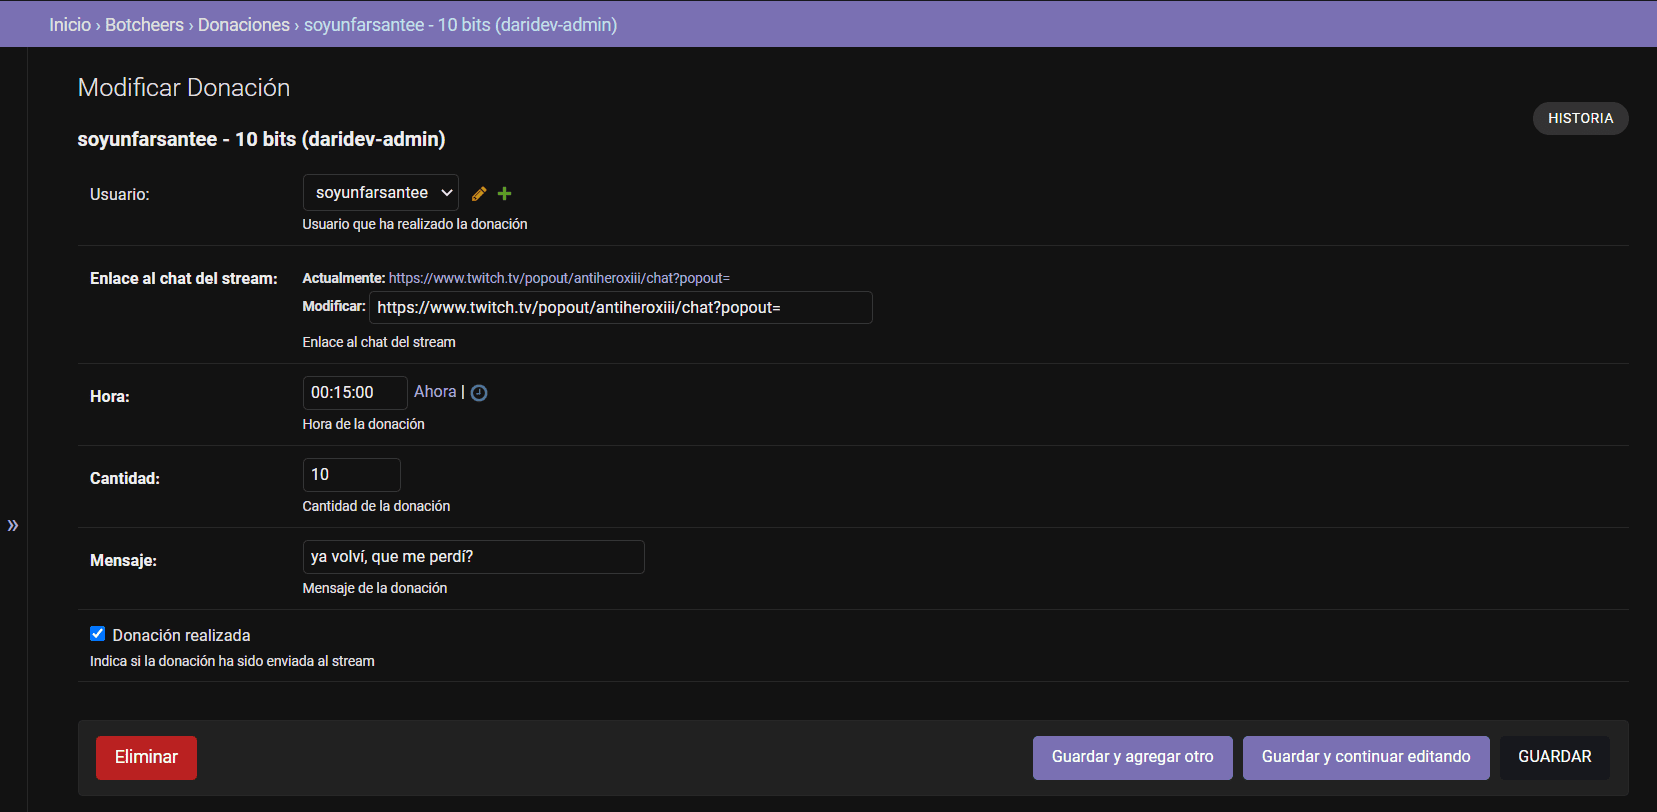 Inicio › Botcheers › Donaciones › soyunfarsantee - 10 bits (daridev-admin)
Modificar Donación
HISTORIA
soyunfarsantee - 10 bits (daridev-admin)
Usuario: soyunfarsantee
Usuario que ha realizado la donación
Enlace al chat del stream: Actualmente: https://www.twitch.tv/popout/antiheroxiii/chat?popout=
Modificar: https://www.twitch.tv/popout/antiheroxiii/chat?popout=
Enlace al chat del stream
Hora: 00:15:00 Ahora |
Hora de la donación
Cantidad: 10
Cantidad de la donación
»
Mensaje: ya volví, que me perdí?
Mensaje de la donación
Donación realizada
Indica si la donación ha sido enviada al stream
Eliminar Guardar y agregar otro Guardar y continuar editando GUARDAR